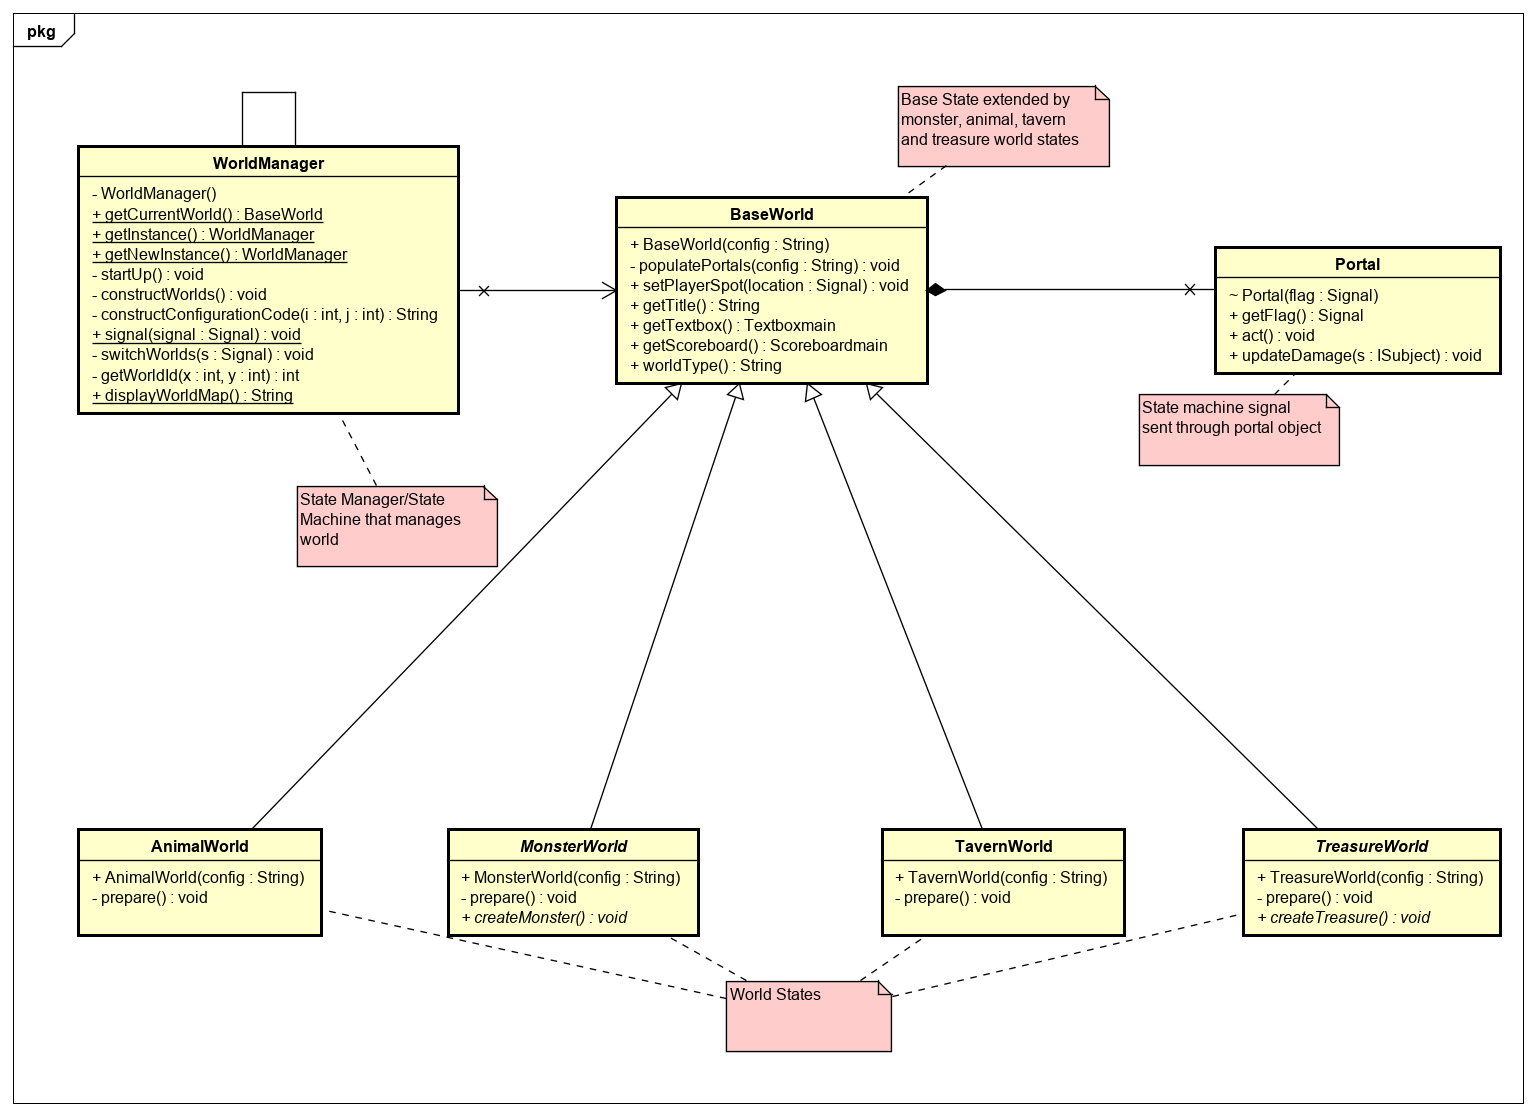 pkg
Base State extended by
monster, animal, tavern
and treasure world states
WorldManager
- WorldManager()
+ getCurrentWorld() : BaseWorld
+ getInstance() : WorldManager
+ getNewInstance() : WorldManager
- startUp() : void
- constructWorlds() : void
- constructConfigurationCode(i : int, j : int) : String
+ signal(signal : Signal) : void
- switchWorlds(s : Signal) : void
- getWorldId(x : int, y : int) : int
+ displayWorldMap() : String
BaseWorld
+ BaseWorld(config : String)
- populatePortals(config : String) : void
+ setPlayerSpot(location : Signal) : void
+ getTitle() : String
+ getTextbox() : Textboxmain
+ getScoreboard() : Scoreboardmain
+ worldType() : String
Portal
~ Portal(flag : Signal)
+ getFlag() : Signal
+ act() : void
+ updateDamage(s : ISubject) : void
State machine signal
sent through portal object
State Manager/State
Machine that manages
world
AnimalWorld
+ AnimalWorld(config : String)
- prepare() : void
MonsterWorld
+ MonsterWorld(config : String)
- prepare() : void
+ createMonster() : void
TavernWorld
+ TavernWorld(config : String)
- prepare() : void
TreasureWorld
+ TreasureWorld(config : String)
- prepare() : void
+ createTreasure() : void
World States